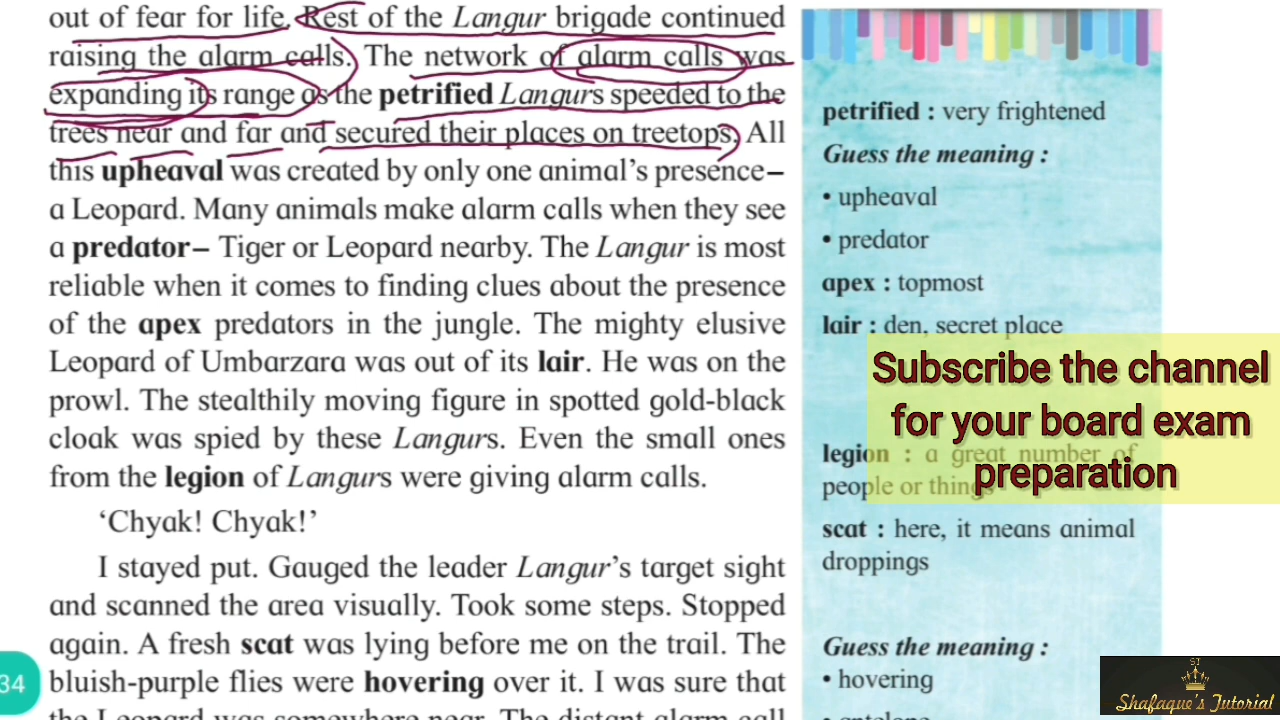 out of fear for life. Rest of the Langur brigade continued
raising the alarm calls. The network of alarm calls was
expanding its range as the petrified Langurs speeded to the
trees near and far and secured their places on treetops. All
this upheaval was created by only one animal's presence–
a Leopard. Many animals make alarm calls when they see
a predator– Tiger or Leopard nearby. The Langur is most
reliable when it comes to finding clues about the presence
of the apex predators in the jungle. The mighty elusive
Leopard of Umbarzara was out of its lair. He was on the
prowl. The stealthily moving figure in spotted gold-black
cloak was spied by these Langurs. Even the small ones
from the legion of Langurs were giving alarm calls.
‘Chyak! Chyak!’
I stayed put. Gauged the leader Langur's target sight
and scanned the area visually. Took some steps. Stopped
again. A fresh scat was lying before me on the trail. The
bluish-purple flies were hovering over it. I was sure that
the Leopard was somewhere near. The distant alarm call
34
petrified : very frightened
Guess the meaning :
• upheaval
• predator
apex : topmost
lair : den, secret place
legion : a great number of
people or things
scat : here, it means animal
droppings
Guess the meaning :
• hovering
• antelope
Subscribe the channel
for your board exam
preparation
ST
Shafaque's Tutorial